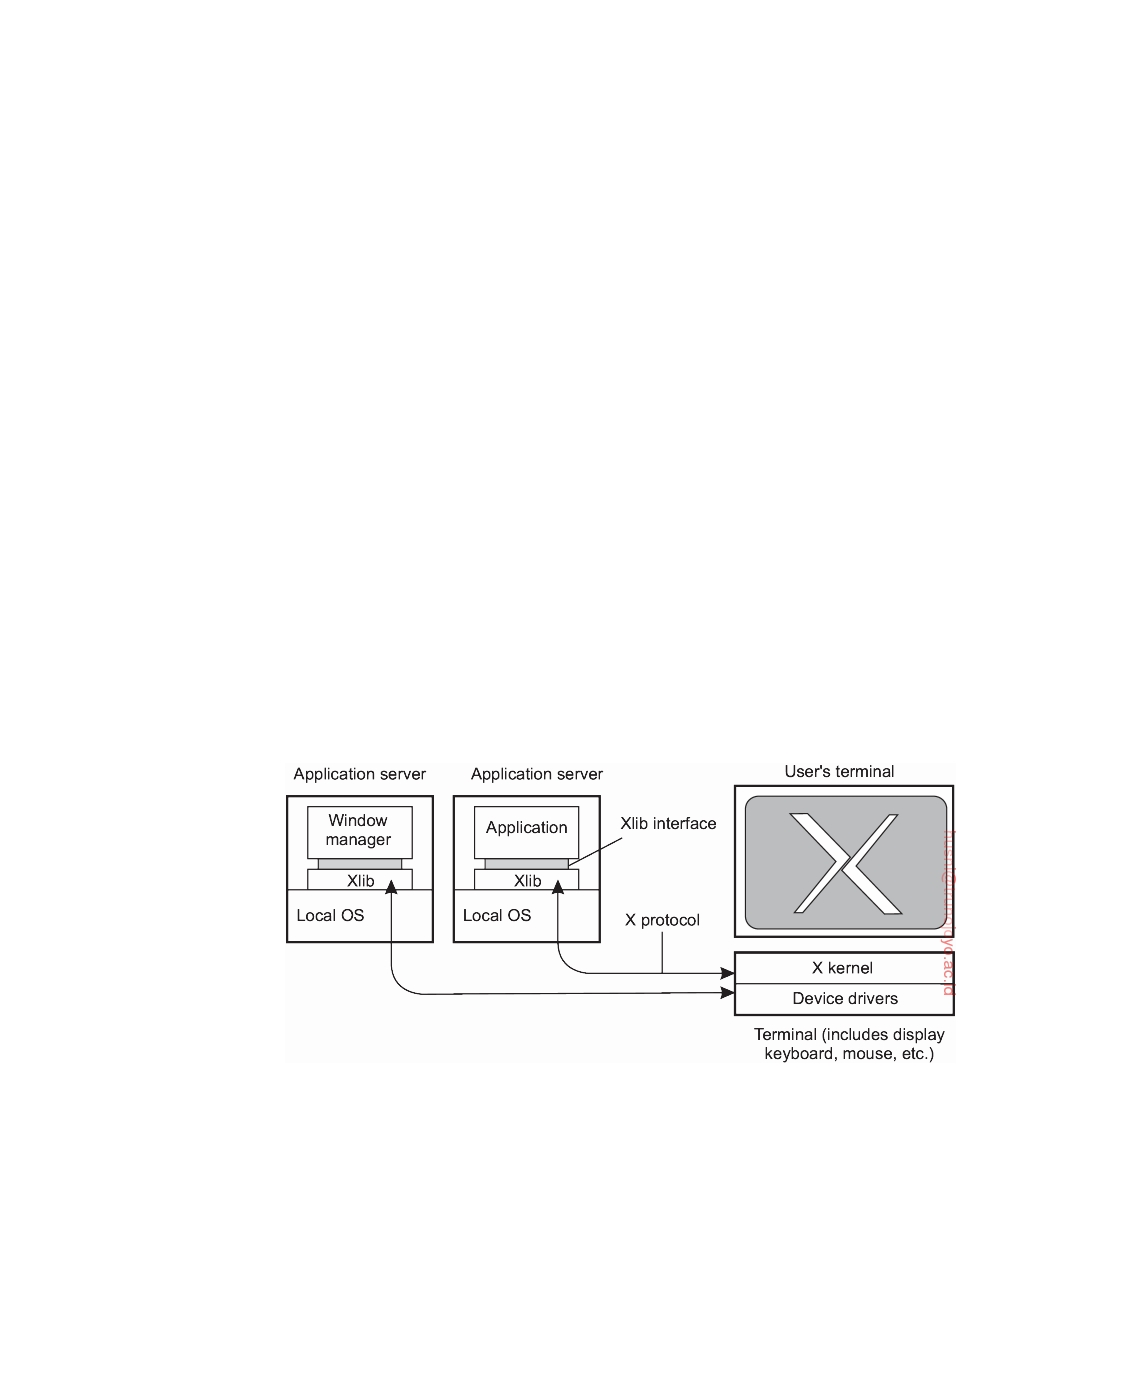 Application server
Application server
User's terminal
Window
manager
Application
Xlib interface
Xlib
Xlib
Local OS
Local OS
X protocol
X kernel
Device drivers
Terminal (includes display
keyboard, mouse, etc.)